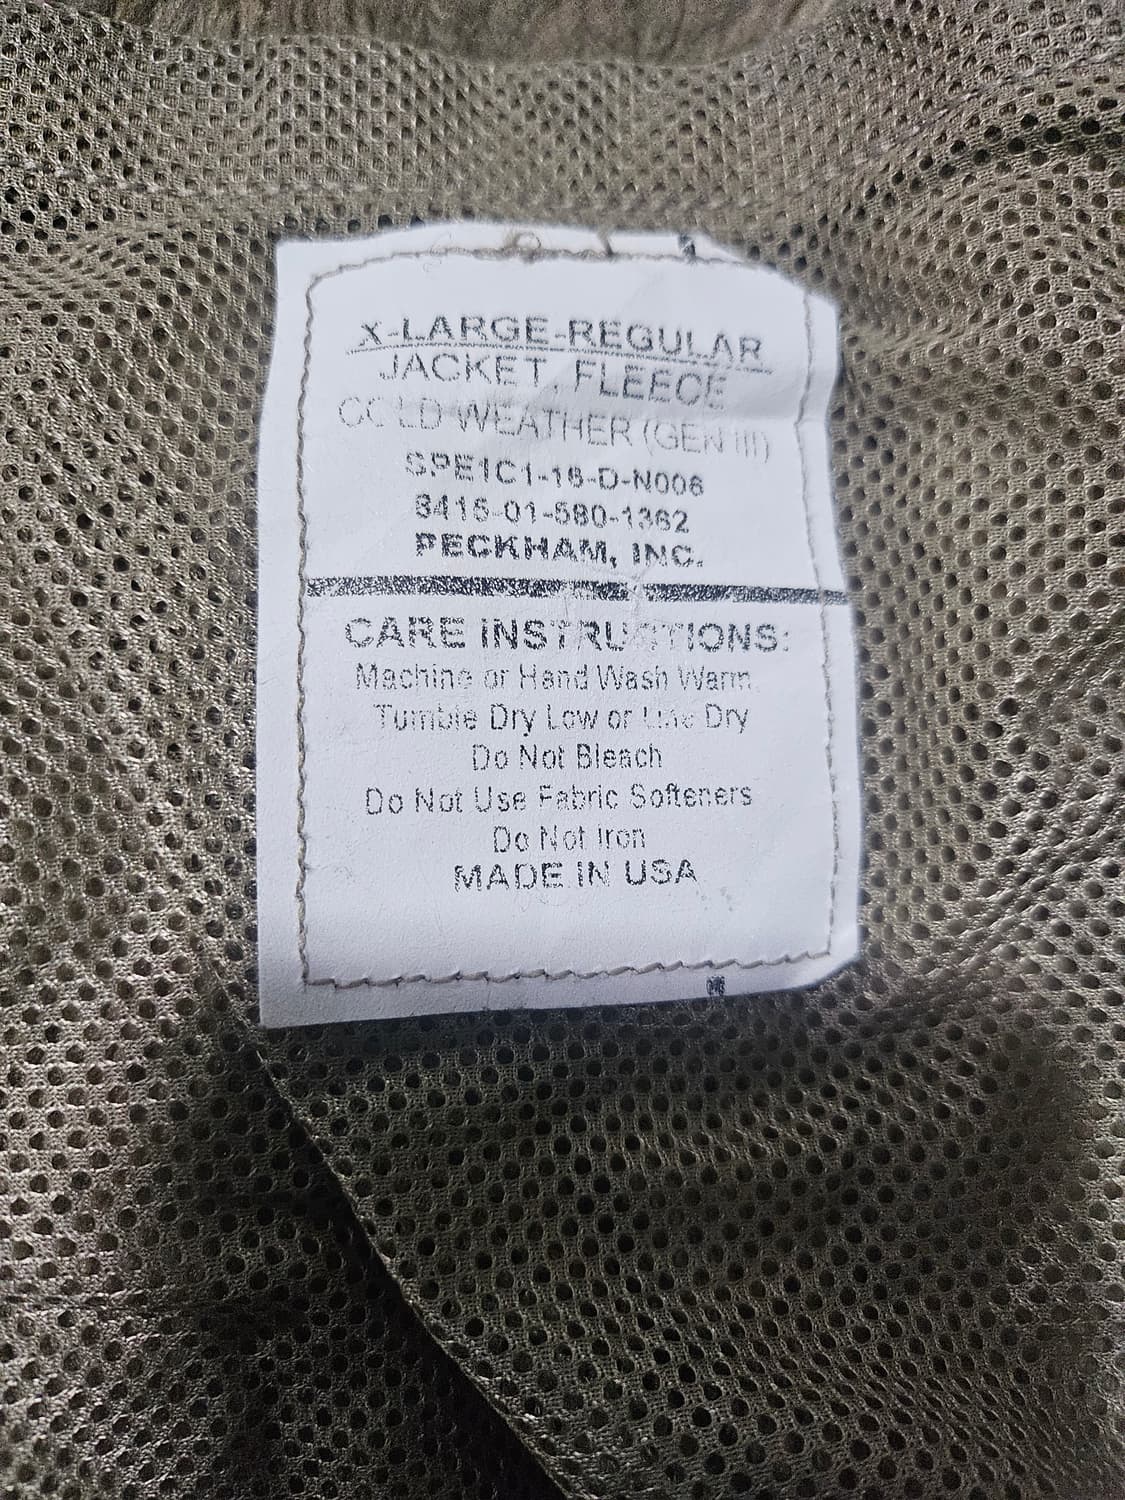 X-LARGE-REGULAR
JACKET, FLEECE
COLD WEATHER (GEN III)
SPE1C1-16-D-N006
8415-01-580-1362
PECKHAM, INC.
CARE INSTRUCTIONS:
Machine or Hand Wash Warm
Tumble Dry Low or Line Dry
Do Not Bleach
Do Not Use Fabric Softeners
Do Not Iron
MADE IN USA